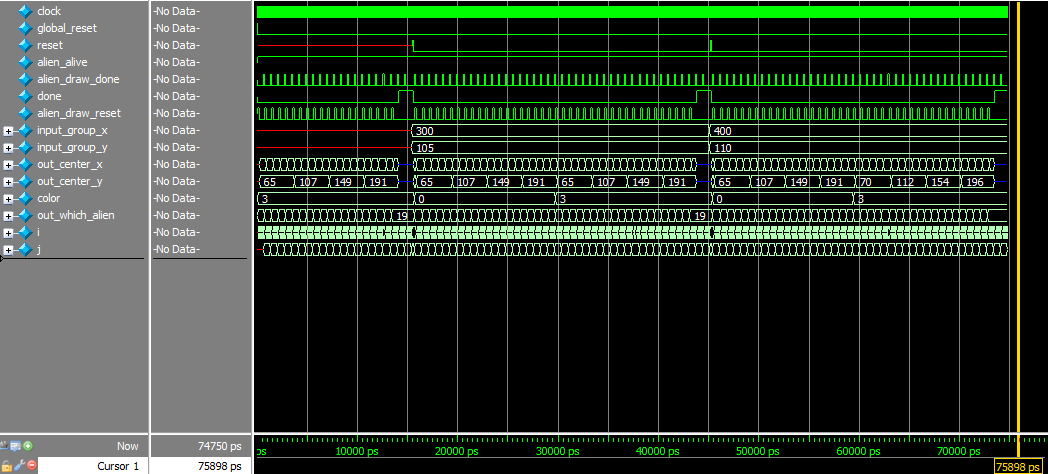 clock -No Data-
global_reset -No Data-
reset -No Data-
alien_alive -No Data-
alien_draw_done -No Data-
done -No Data-
alien_draw_reset -No Data-
input_group_x -No Data- 300 400
input_group_y -No Data- 105 110
out_center_x -No Data-
out_center_y -No Data- 65 107 149 191 65 107 149 191 65 107 149 191 65 107 149 191 70 112 154 196
color -No Data- 3 0 3 0 3
out_which_alien -No Data- 19 19
i -No Data-
j -No Data-
Now 74750 ps ps 10000 ps 20000 ps 30000 ps 40000 ps 50000 ps 60000 ps 70000 ps
Cursor 1 75898 ps 75898 ps